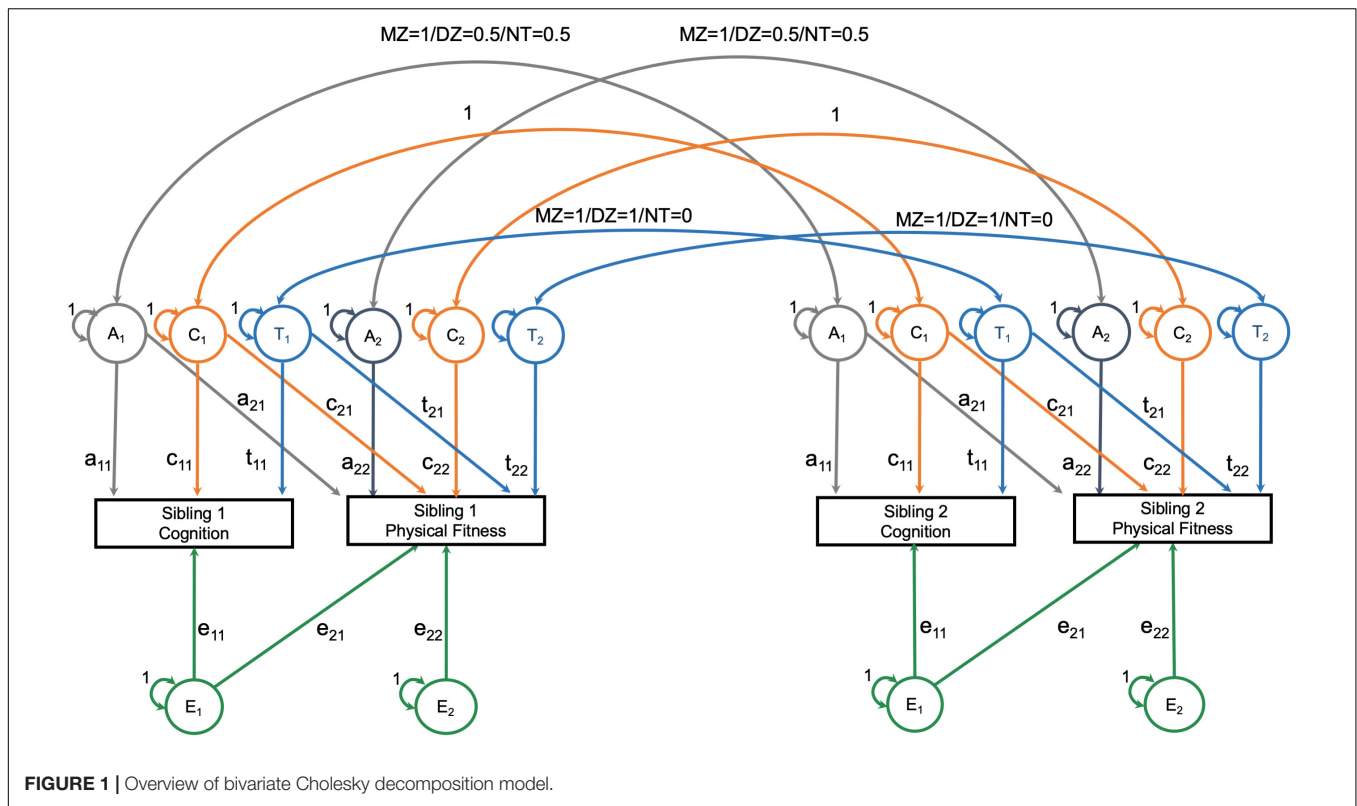 MZ=1/DZ=0.5/NT=0.5 MZ=1/DZ=0.5/NT=0.5
1 1
MZ=1/DZ=1/NT=0 MZ=1/DZ=1/NT=0
1 1 1 1 1 1 1 1 1 1 1 1
A₁ C₁ T₁ A₂ C₂ T₂ A₁ C₁ T₁ A₂ C₂ T₂
a₂₁ c₂₁ t₂₁ a₂₁ c₂₁ t₂₁
a₁₁ c₁₁ t₁₁ a₂₂ c₂₂ t₂₂ a₁₁ c₁₁ t₁₁ a₂₂ c₂₂ t₂₂
Sibling 1
Cognition
Sibling 1
Physical Fitness
Sibling 2
Cognition
Sibling 2
Physical Fitness
e₁₁ e₂₁ e₂₂ e₁₁ e₂₁ e₂₂
1 1 1 1
E₁ E₂ E₁ E₂
FIGURE 1 | Overview of bivariate Cholesky decomposition model.